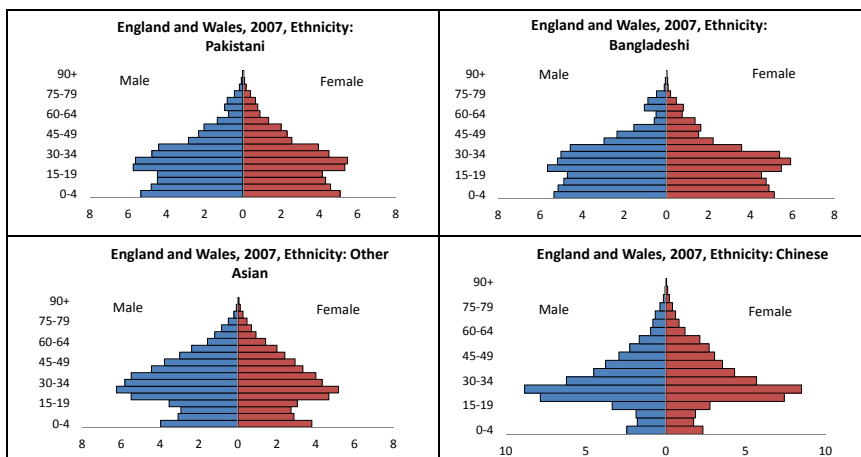 England and Wales, 2007, Ethnicity:
Pakistani
Male
Female
90+
75-79
60-64
45-49
30-34
15-19
0-4
8 6 4 2 0 2 4 6 8
England and Wales, 2007, Ethnicity:
Bangladeshi
Male
Female
90+
75-79
60-64
45-49
30-34
15-19
0-4
8 6 4 2 0 2 4 6 8
England and Wales, 2007, Ethnicity: Other
Asian
Male
Female
90+
75-79
60-64
45-49
30-34
15-19
0-4
8 6 4 2 0 2 4 6 8
England and Wales, 2007, Ethnicity: Chinese
Male
Female
90+
75-79
60-64
45-49
30-34
15-19
0-4
10 5 0 5 10